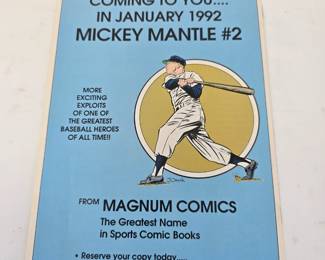 COMING TO YOU....
IN JANUARY 1992
MICKEY MANTLE #2
MORE
EXCITING
EXPLOITS
OF ONE OF
THE GREATEST
BASEBALL HEROES
OF ALL TIME!!
FROM MAGNUM COMICS
The Greatest Name
in Sports Comic Books
• Reserve your copy today.....